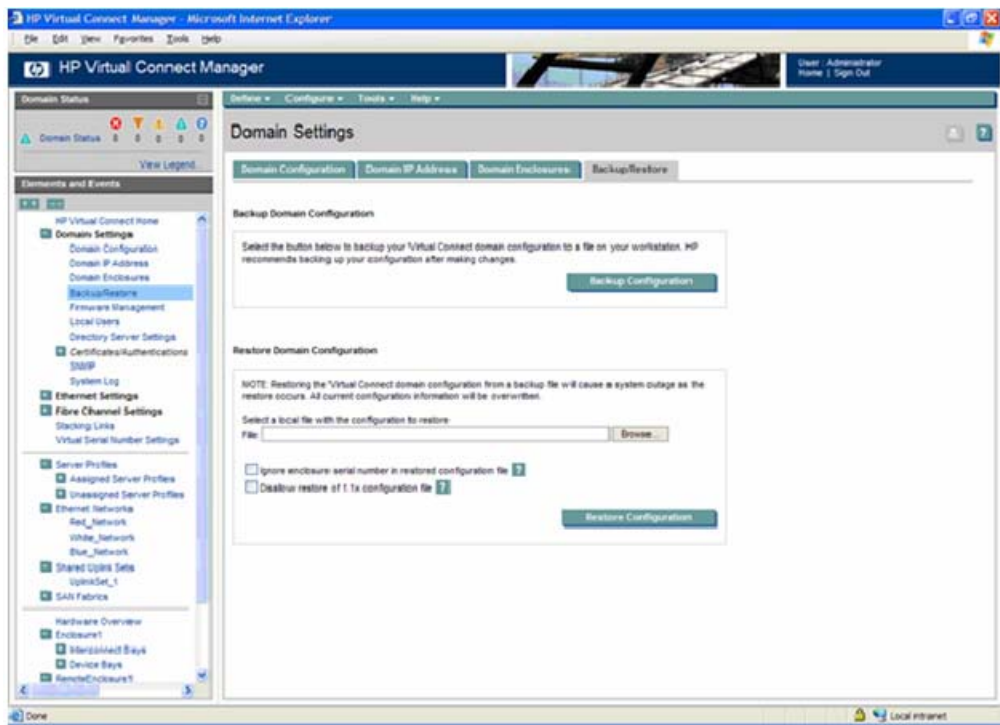 HP Virtual Connect Manager - Microsoft Internet Explorer
File Edit View Favorites Tools Help
HP Virtual Connect Manager
User : Administrator
Home | Sign Out
Domain Status
Domain Status 0 0 0 0 0
View Legend...
Elements and Events
HP Virtual Connect Home
Domain Settings
Domain Configuration
Domain IP Address
Domain Enclosures
Backup/Restore
Firmware Management
Local Users
Directory Server Settings
Certificates/Authentications
SNMP
System Log
Ethernet Settings
Fibre Channel Settings
Stacking Links
Virtual Serial Number Settings
Server Profiles
Assigned Server Profiles
Unassigned Server Profiles
Ethernet Networks
Red_Network
White_Network
Blue_Network
Shared Uplink Sets
UplinkSet_1
SAN Fabrics
Hardware Overview
Enclosure1
Interconnect Bays
Device Bays
RemoteEnclosure1
Define Configure Tools Help
Domain Settings
Domain Configuration Domain IP Address Domain Enclosures Backup/Restore
Backup Domain Configuration
Select the button below to backup your Virtual Connect domain configuration to a file on your workstation. HP
recommends backing up your configuration after making changes.
Backup Configuration
Restore Domain Configuration
NOTE: Restoring the Virtual Connect domain configuration from a backup file will cause a system outage as the
restore occurs. All current configuration information will be overwritten.
Select a local file with the configuration to restore
File: Browse...
Ignore enclosure serial number in restored configuration file ?
Disallow restore of 1.1x configuration file ?
Restore Configuration
Done
Local intranet